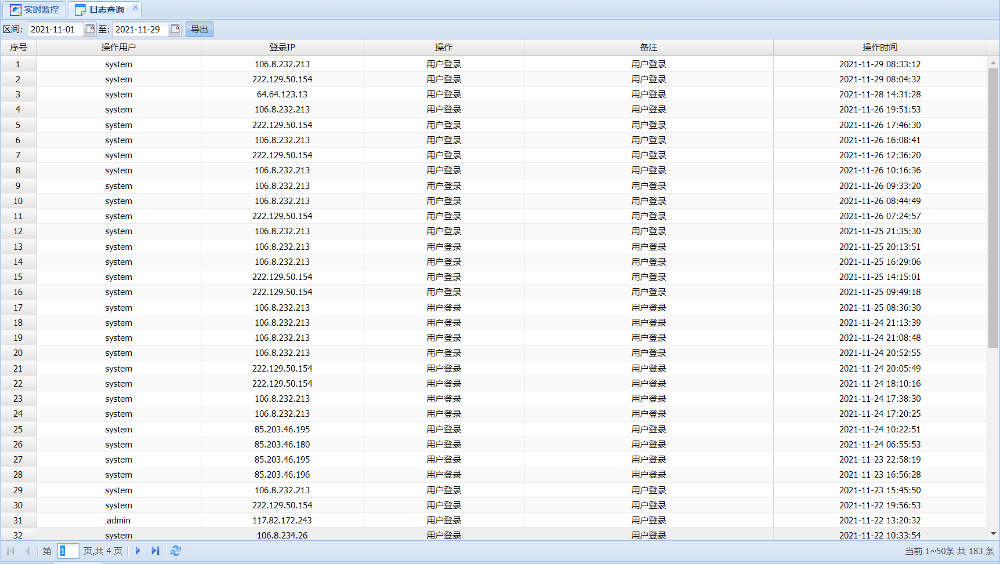 实时监控 日志查询
区间: 2021-11-01 至: 2021-11-29 导出
序号 操作用户 登录IP 操作 备注 操作时间
1 system 106.8.232.213 用户登录 用户登录 2021-11-29 08:33:12
2 system 222.129.50.154 用户登录 用户登录 2021-11-29 08:04:32
3 system 64.64.123.13 用户登录 用户登录 2021-11-28 14:31:28
4 system 106.8.232.213 用户登录 用户登录 2021-11-26 19:51:53
5 system 222.129.50.154 用户登录 用户登录 2021-11-26 17:46:30
6 system 106.8.232.213 用户登录 用户登录 2021-11-26 16:08:41
7 system 222.129.50.154 用户登录 用户登录 2021-11-26 12:36:20
8 system 106.8.232.213 用户登录 用户登录 2021-11-26 10:16:36
9 system 106.8.232.213 用户登录 用户登录 2021-11-26 09:33:20
10 system 106.8.232.213 用户登录 用户登录 2021-11-26 08:44:49
11 system 222.129.50.154 用户登录 用户登录 2021-11-26 07:24:57
12 system 106.8.232.213 用户登录 用户登录 2021-11-25 21:35:30
13 system 106.8.232.213 用户登录 用户登录 2021-11-25 20:13:51
14 system 106.8.232.213 用户登录 用户登录 2021-11-25 16:29:06
15 system 222.129.50.154 用户登录 用户登录 2021-11-25 14:15:01
16 system 222.129.50.154 用户登录 用户登录 2021-11-25 09:49:18
17 system 106.8.232.213 用户登录 用户登录 2021-11-25 08:36:30
18 system 106.8.232.213 用户登录 用户登录 2021-11-24 21:13:39
19 system 106.8.232.213 用户登录 用户登录 2021-11-24 21:08:48
20 system 106.8.232.213 用户登录 用户登录 2021-11-24 20:52:55
21 system 222.129.50.154 用户登录 用户登录 2021-11-24 20:05:49
22 system 222.129.50.154 用户登录 用户登录 2021-11-24 18:10:16
23 system 106.8.232.213 用户登录 用户登录 2021-11-24 17:38:30
24 system 106.8.232.213 用户登录 用户登录 2021-11-24 17:20:25
25 system 85.203.46.195 用户登录 用户登录 2021-11-24 10:22:51
26 system 85.203.46.180 用户登录 用户登录 2021-11-24 06:55:53
27 system 85.203.46.195 用户登录 用户登录 2021-11-23 22:58:19
28 system 85.203.46.196 用户登录 用户登录 2021-11-23 16:56:28
29 system 106.8.232.213 用户登录 用户登录 2021-11-23 15:45:50
30 system 222.129.50.154 用户登录 用户登录 2021-11-22 19:56:53
31 admin 117.82.172.243 用户登录 用户登录 2021-11-22 13:20:32
32 system 106.8.234.26 用户登录 用户登录 2021-11-22 10:33:54
第 1 页,共 4 页 当前 1~50条 共 183 条